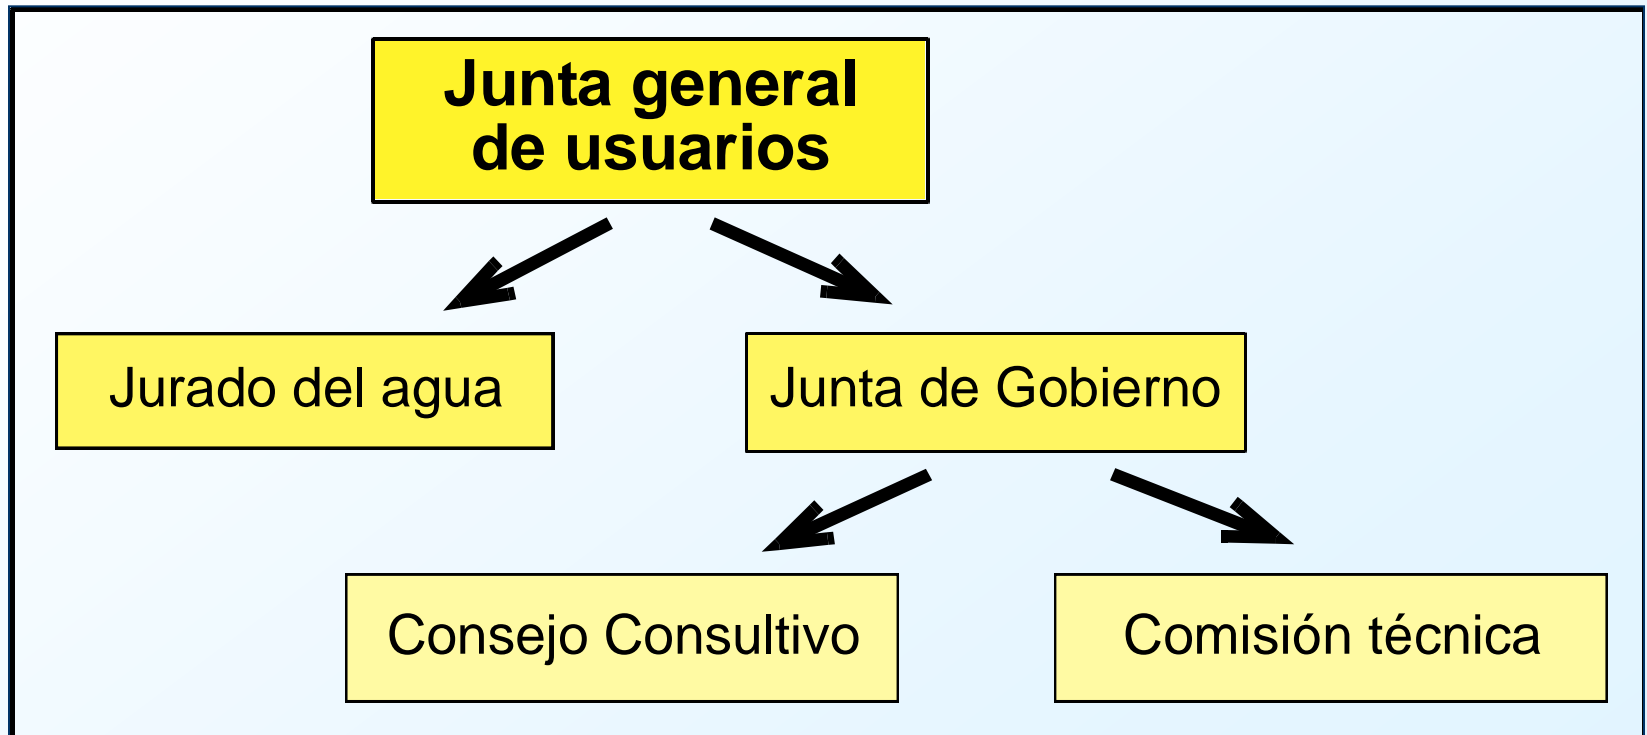 Junta general
de usuarios
Jurado del agua
Junta de Gobierno
Consejo Consultivo
Comisión técnica